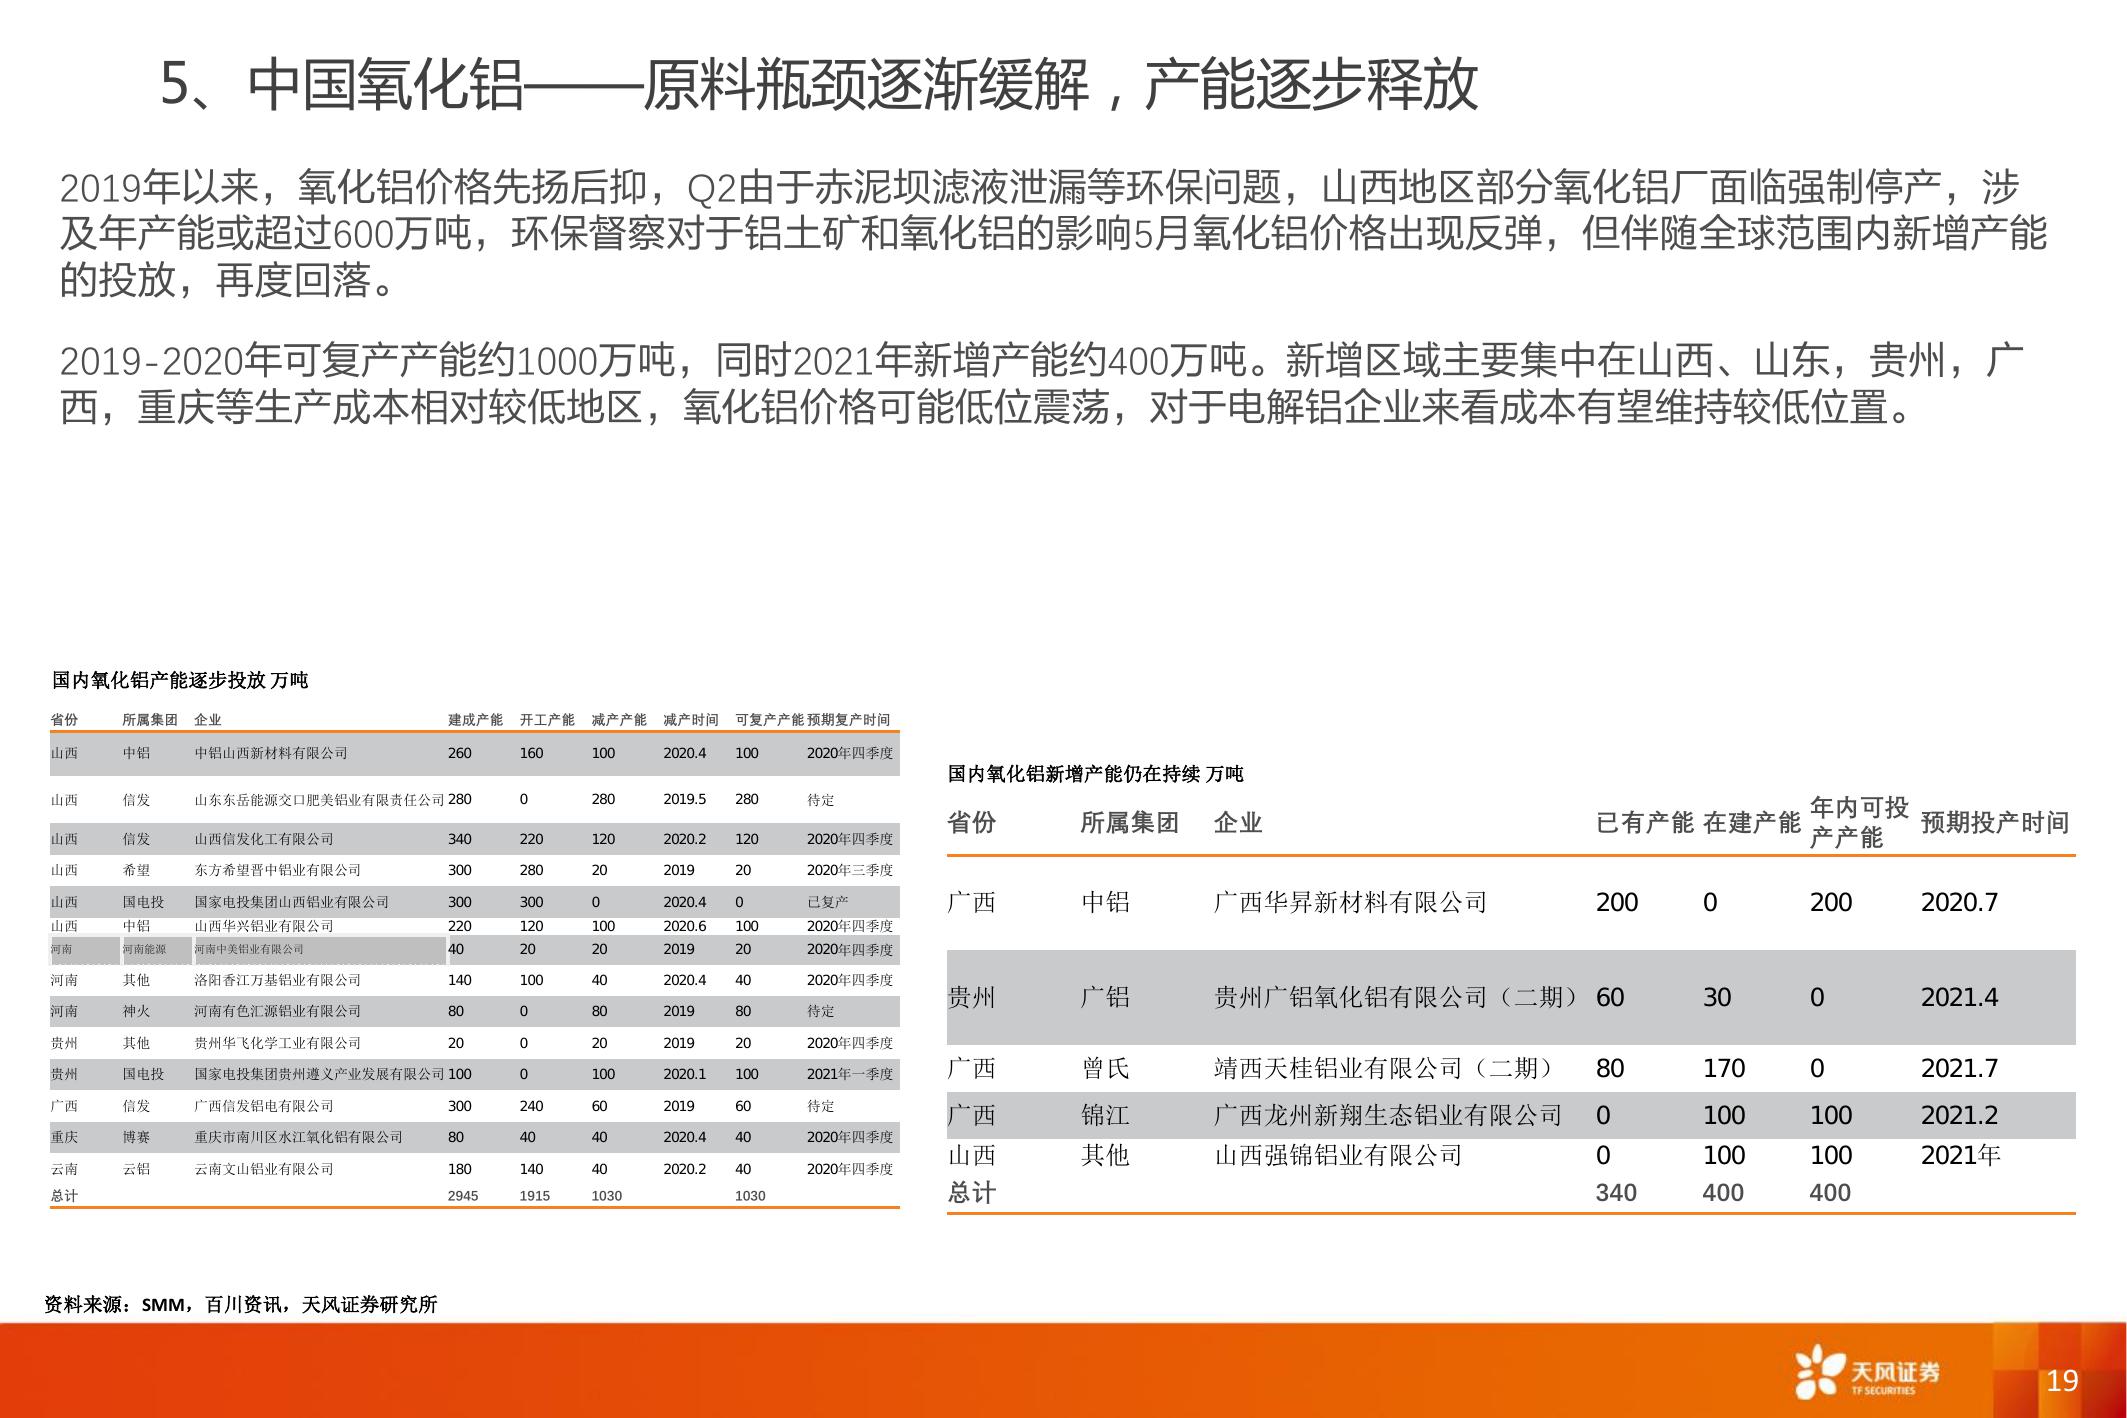 5、中国氧化铝——原料瓶颈逐渐缓解，产能逐步释放
2019年以来，氧化铝价格先扬后抑，Q2由于赤泥坝滤液泄漏等环保问题，山西地区部分氧化铝厂面临强制停产，涉
及年产能或超过600万吨，环保督察对于铝土矿和氧化铝的影响5月氧化铝价格出现反弹，但伴随全球范围内新增产能
的投放，再度回落。
2019-2020年可复产产能约1000万吨，同时2021年新增产能约400万吨。新增区域主要集中在山西、山东，贵州，广
西，重庆等生产成本相对较低地区，氧化铝价格可能低位震荡，对于电解铝企业来看成本有望维持较低位置。
国内氧化铝产能逐步投放 万吨
省份 所属集团 企业 建成产能 开工产能 减产产能 减产时间 可复产产能 预期复产时间
山西 中铝 中铝山西新材料有限公司 260 160 100 2020.4 100 2020年四季度
山西 信发 山东东岳能源交口肥美铝业有限责任公司 280 0 280 2019.5 280 待定
山西 信发 山西信发化工有限公司 340 220 120 2020.2 120 2020年四季度
山西 希望 东方希望晋中铝业有限公司 300 280 20 2019 20 2020年三季度
山西 国电投 国家电投集团山西铝业有限公司 300 300 0 2020.4 0 已复产
山西 中铝 山西华兴铝业有限公司 220 120 100 2020.6 100 2020年四季度
河南 河南能源 河南中美铝业有限公司 40 20 20 2019 20 2020年四季度
河南 其他 洛阳香江万基铝业有限公司 140 100 40 2020.4 40 2020年四季度
河南 神火 河南有色汇源铝业有限公司 80 0 80 2019 80 待定
贵州 其他 贵州华飞化学工业有限公司 20 0 20 2019 20 2020年四季度
贵州 国电投 国家电投集团贵州遵义产业发展有限公司 100 0 100 2020.1 100 2021年一季度
广西 信发 广西信发铝电有限公司 300 240 60 2019 60 待定
重庆 博赛 重庆市南川区水江氧化铝有限公司 80 40 40 2020.4 40 2020年四季度
云南 云铝 云南文山铝业有限公司 180 140 40 2020.2 40 2020年四季度
总计 2945 1915 1030 1030
国内氧化铝新增产能仍在持续 万吨
省份 所属集团 企业 已有产能 在建产能 年内可投 预期投产时间
产产能
广西 中铝 广西华昇新材料有限公司 200 0 200 2020.7
贵州 广铝 贵州广铝氧化铝有限公司（二期） 60 30 0 2021.4
广西 曾氏 靖西天桂铝业有限公司（二期） 80 170 0 2021.7
广西 锦江 广西龙州新翔生态铝业有限公司 0 100 100 2021.2
山西 其他 山西强锦铝业有限公司 0 100 100 2021年
总计 340 400 400
资料来源：SMM，百川资讯，天风证券研究所
天风证券
TF SECURITIES
19